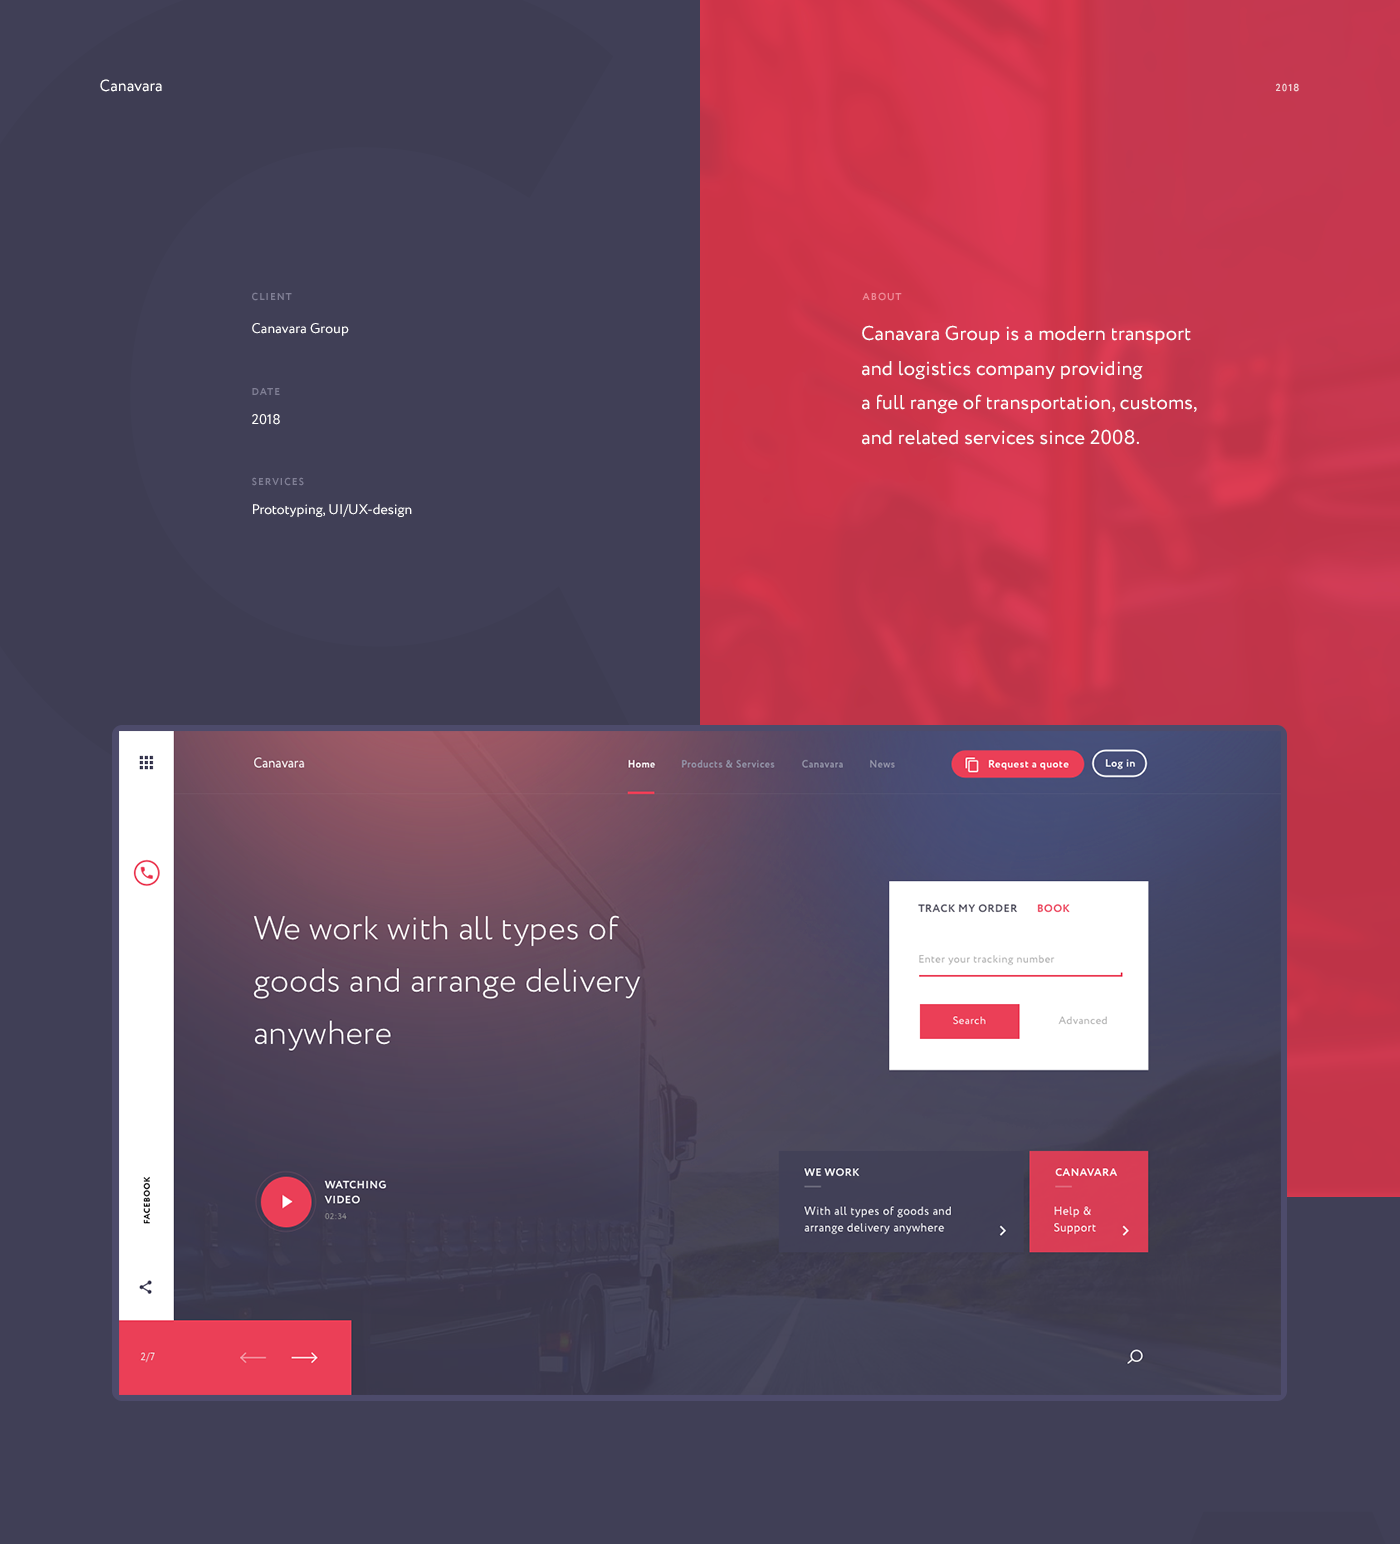 Canavara
2018
CLIENT
Canavara Group
DATE
2018
SERVICES
Prototyping, UI/UX-design
ABOUT
Canavara Group is a modern transport
and logistics company providing
a full range of transportation, customs,
and related services since 2008.
Canavara
Home
Products & Services
Canavara
News
Request a quote
Log in
We work with all types of
goods and arrange delivery
anywhere
TRACK MY ORDER
BOOK
Enter your tracking number
Search
Advanced
FACEBOOK
WATCHING
VIDEO
02:34
WE WORK
With all types of goods and
arrange delivery anywhere
CANAVARA
Help &
Support
2/7